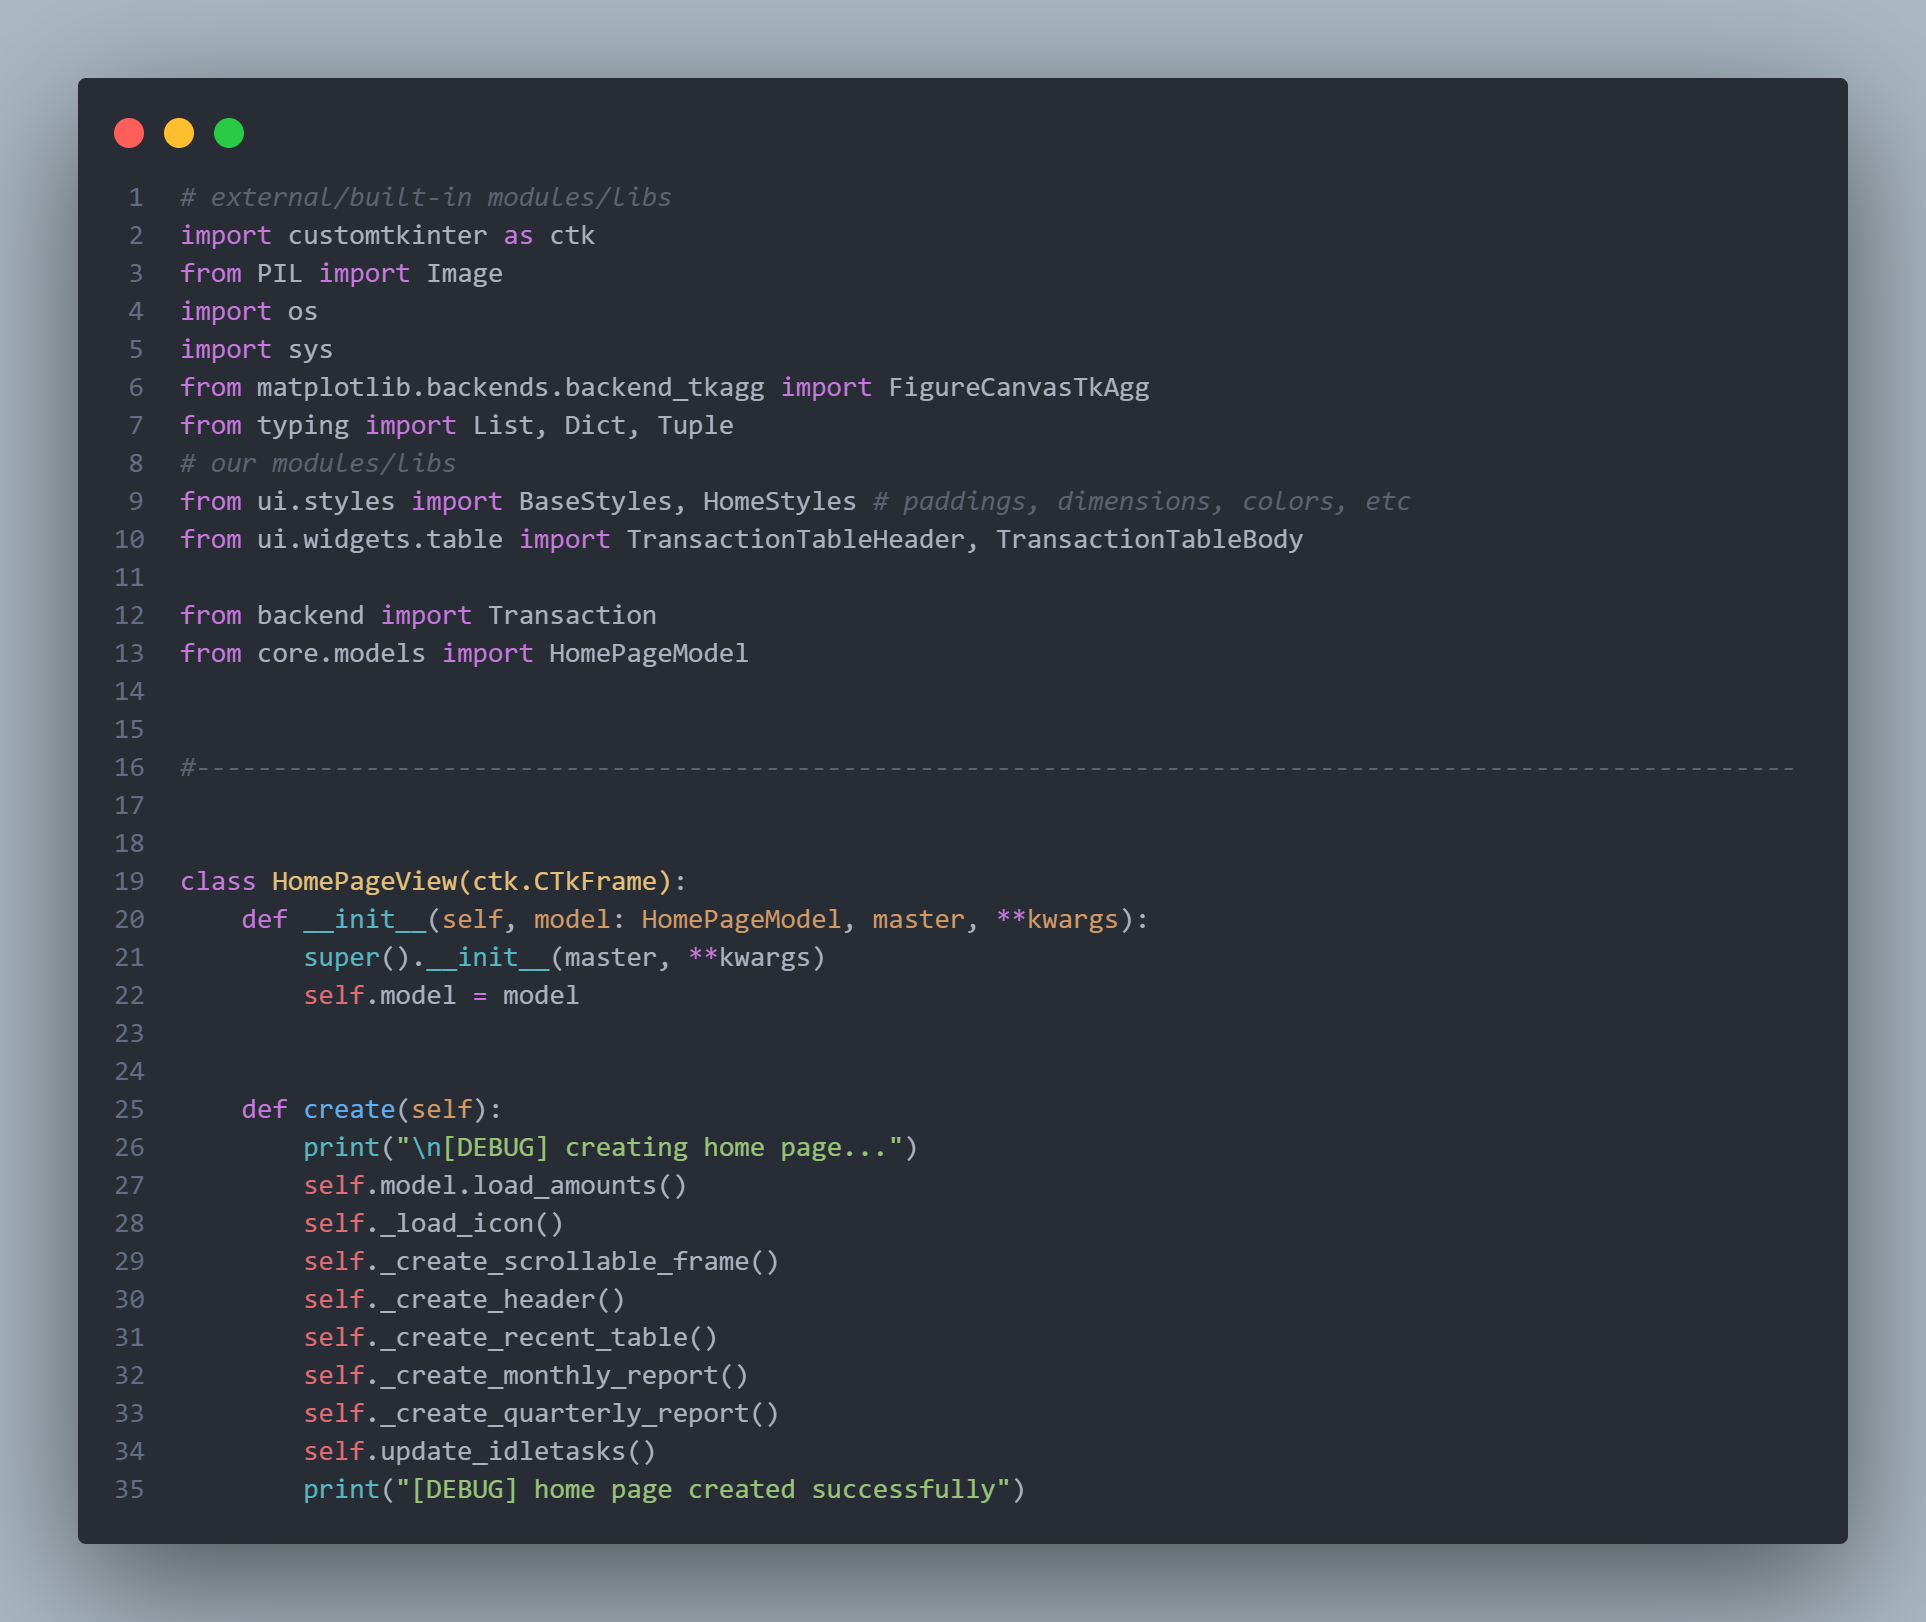 1 # external/built-in modules/libs
2 import customtkinter as ctk
3 from PIL import Image
4 import os
5 import sys
6 from matplotlib.backends.backend_tkagg import FigureCanvasTkAgg
7 from typing import List, Dict, Tuple
8 # our modules/libs
9 from ui.styles import BaseStyles, HomeStyles # paddings, dimensions, colors, etc
10 from ui.widgets.table import TransactionTableHeader, TransactionTableBody
11
12 from backend import Transaction
13 from core.models import HomePageModel
14
15
16 #--------------------------------------------------------------------------------------------------------
17
18
19 class HomePageView(ctk.CTkFrame):
20     def __init__(self, model: HomePageModel, master, **kwargs):
21         super().__init__(master, **kwargs)
22         self.model = model
23
24
25     def create(self):
26         print("\n[DEBUG] creating home page...")
27         self.model.load_amounts()
28         self._load_icon()
29         self._create_scrollable_frame()
30         self._create_header()
31         self._create_recent_table()
32         self._create_monthly_report()
33         self._create_quarterly_report()
34         self.update_idletasks()
35         print("[DEBUG] home page created successfully")